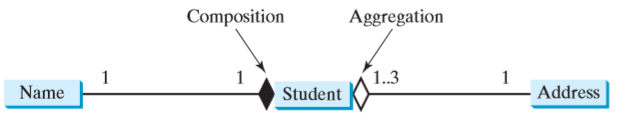 Composition Aggregation
1 1 1..3 1
Name Student Address